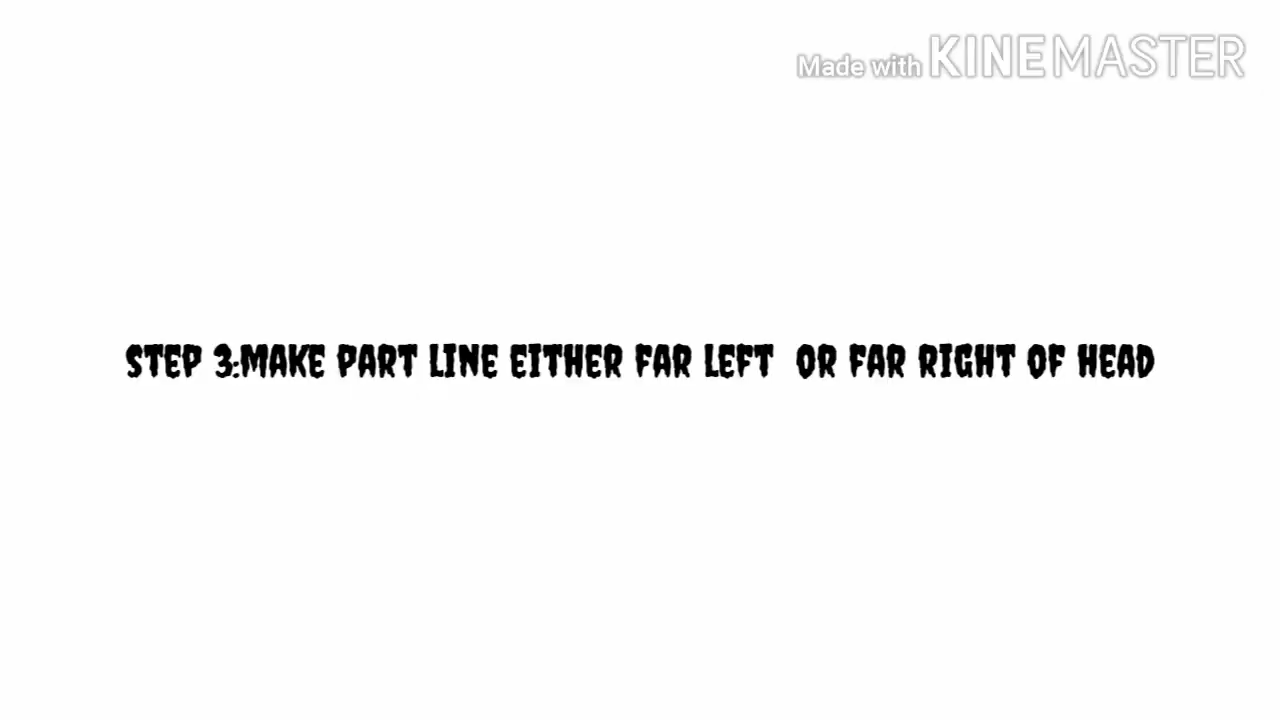 Made with KINEMASTER
STEP 3:MAKE PART LINE EITHER FAR LEFT OR FAR RIGHT OF HEAD